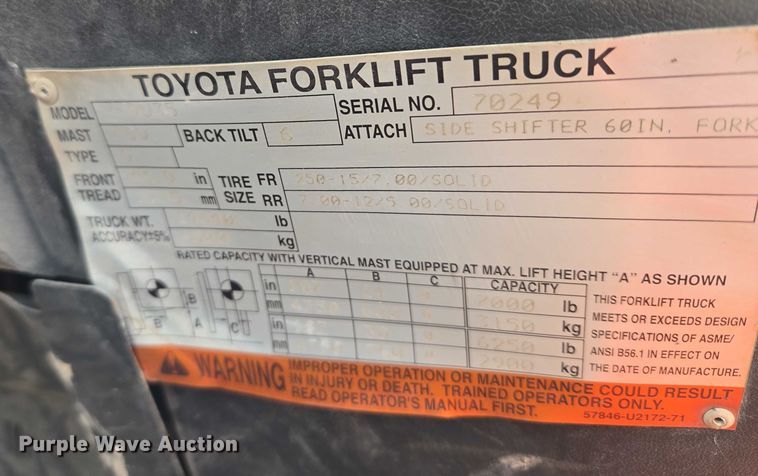 TOYOTA FORKLIFT TRUCK
MODEL SERIAL NO. 70249
MAST BACK TILT 6 ATTACH SIDE SHIFTER 60IN. FORK
TYPE
FRONT TREAD in mm
TIRE SIZE FR 250-15/7.00/SOLID
RR 7.00-12/5.00/SOLID
TRUCK WT. lb
ACCURACY±5% kg
RATED CAPACITY WITH VERTICAL MAST EQUIPPED AT MAX. LIFT HEIGHT "A" AS SHOWN
A B C CAPACITY
in 7000 lb
mm 3150 kg
in 6250 lb
mm 2900 kg
B A C
THIS FORKLIFT TRUCK
MEETS OR EXCEEDS DESIGN
SPECIFICATIONS OF ASME/
ANSI B56.1 IN EFFECT ON
THE DATE OF MANUFACTURE.
WARNING
IMPROPER OPERATION OR MAINTENANCE COULD RESULT
IN INJURY OR DEATH. TRAINED OPERATORS ONLY.
READ OPERATOR'S MANUAL FIRST.
57846-U2172-71
Purple Wave Auction